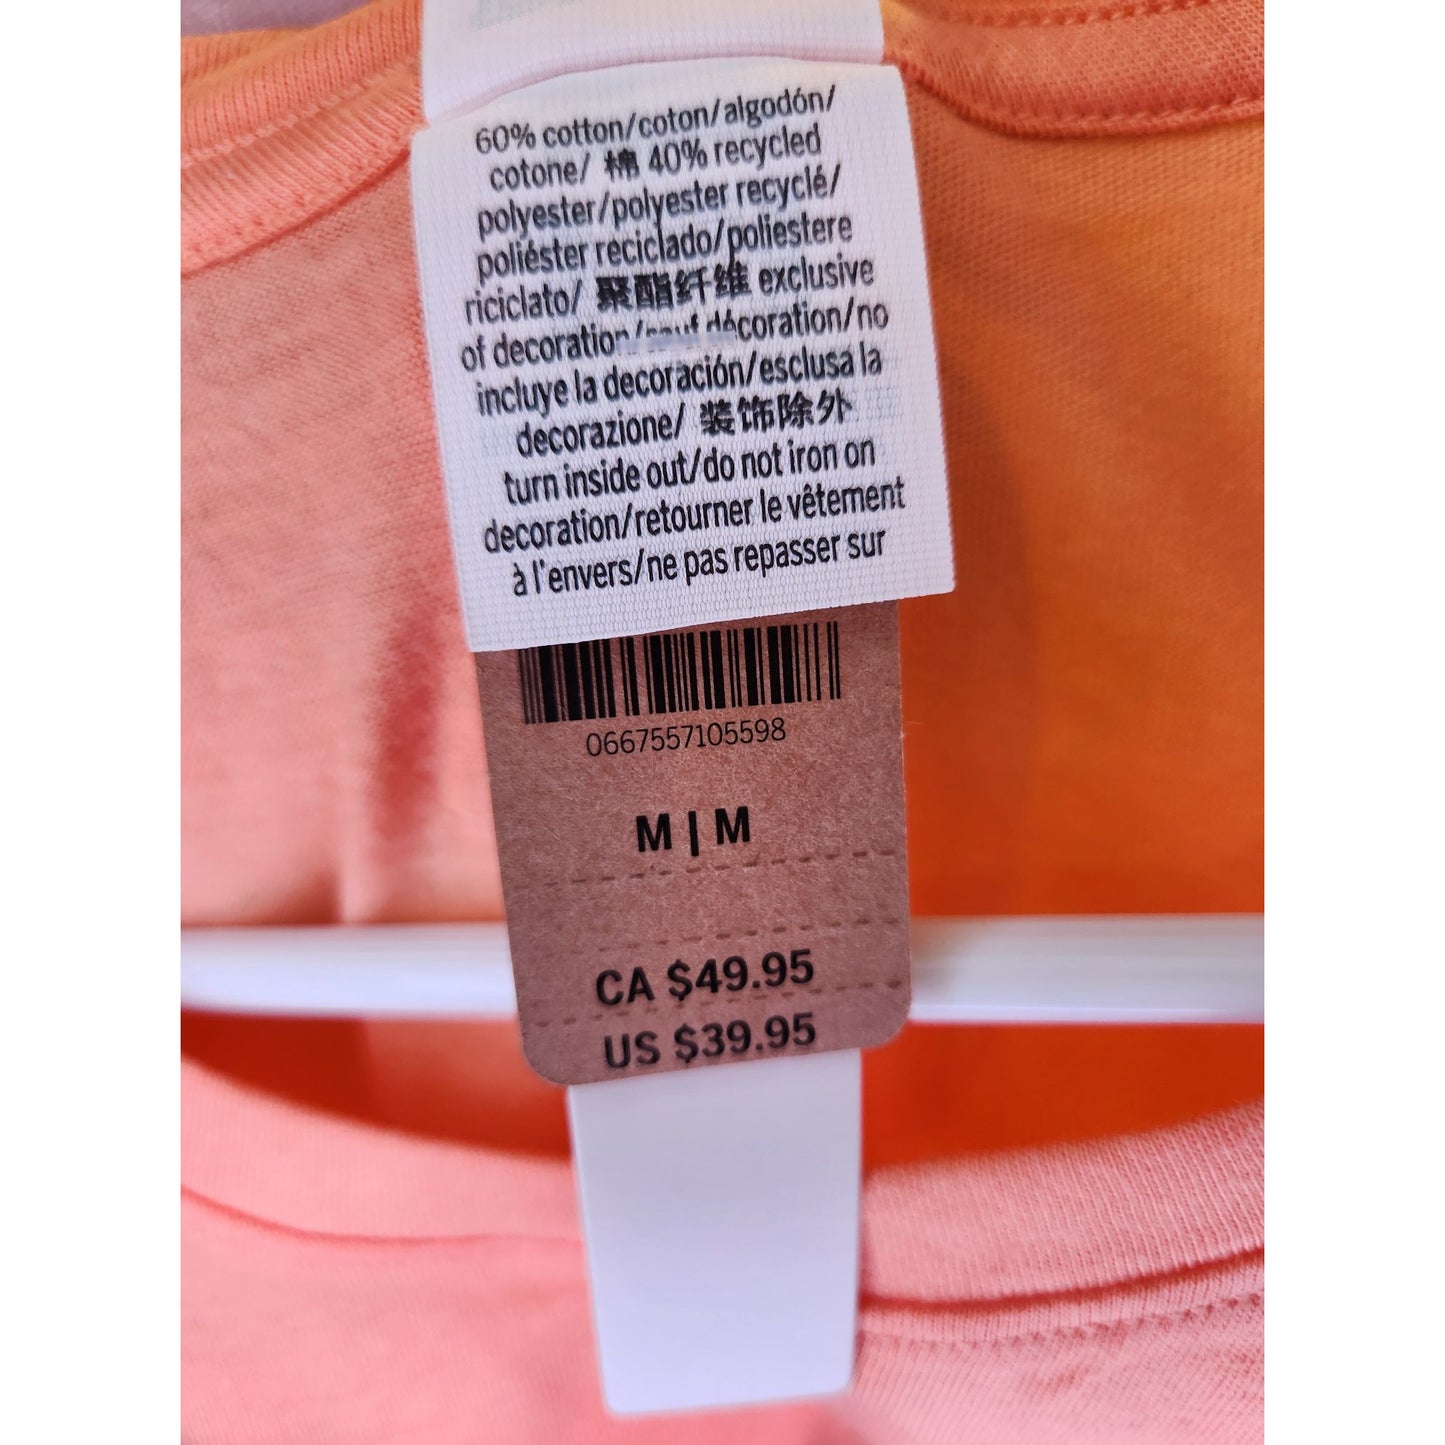 60% cotton/coton/algodón/
cotone/ 棉 40% recycled
polyester/polyester recyclé/
poliéster reciclado/poliestere
riciclato/ 聚酯纤维 exclusive
of decoration/sauf décoration/no
incluye la decoración/esclusa la
decorazione/ 装饰除外
turn inside out/do not iron on
decoration/retourner le vêtement
à l'envers/ne pas repasser sur
0667557105598
M | M
CA $49.95
US $39.95